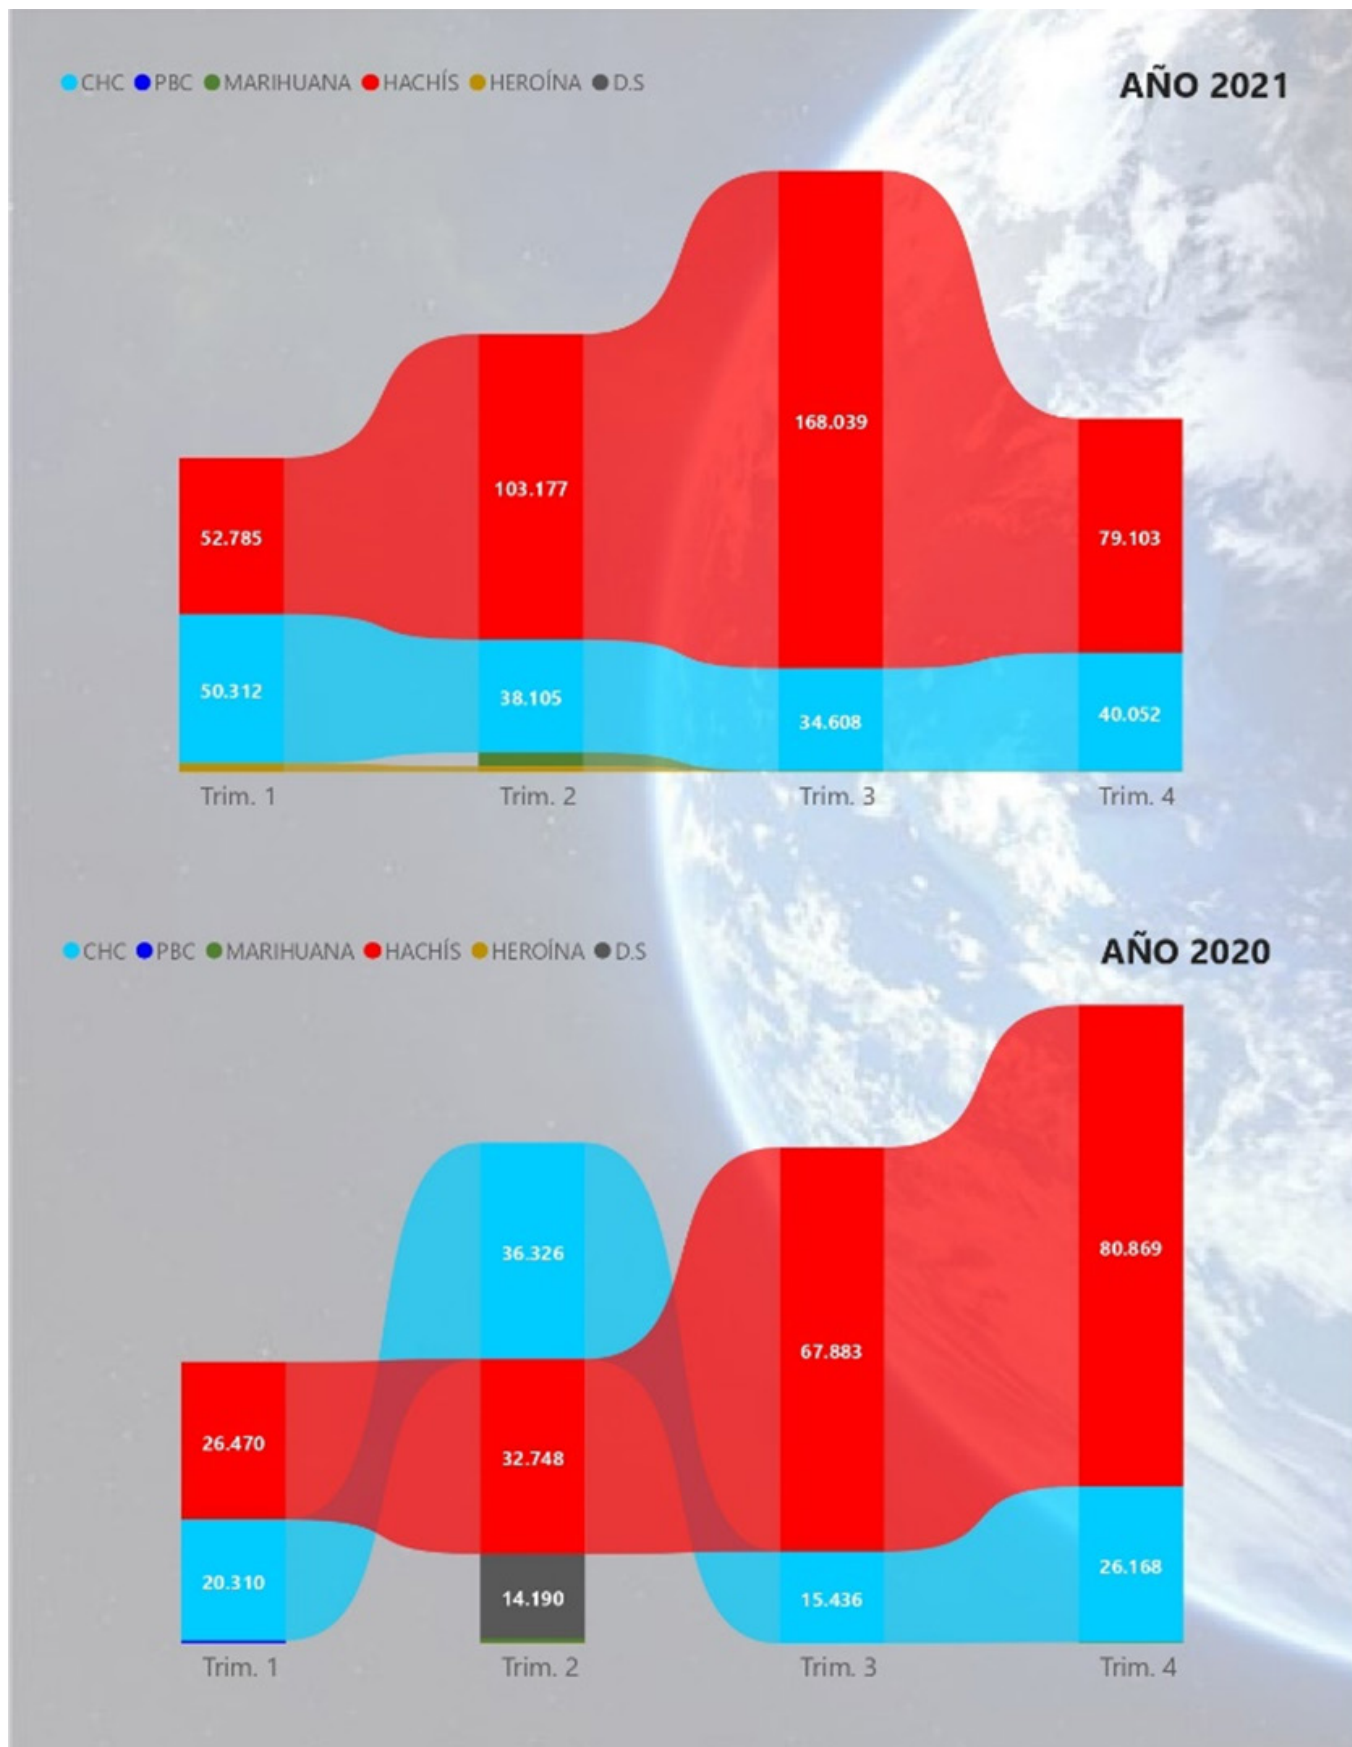 CHC PBC MARIHUANA HACHÍS HEROÍNA D.S
AÑO 2021
168.039
103.177
52.785
79.103
50.312
38.105
34.608
40.052
Trim. 1 Trim. 2 Trim. 3 Trim. 4
CHC PBC MARIHUANA HACHÍS HEROÍNA D.S
AÑO 2020
36.326
80.869
67.883
26.470
32.748
20.310
14.190
15.436
26.168
Trim. 1 Trim. 2 Trim. 3 Trim. 4